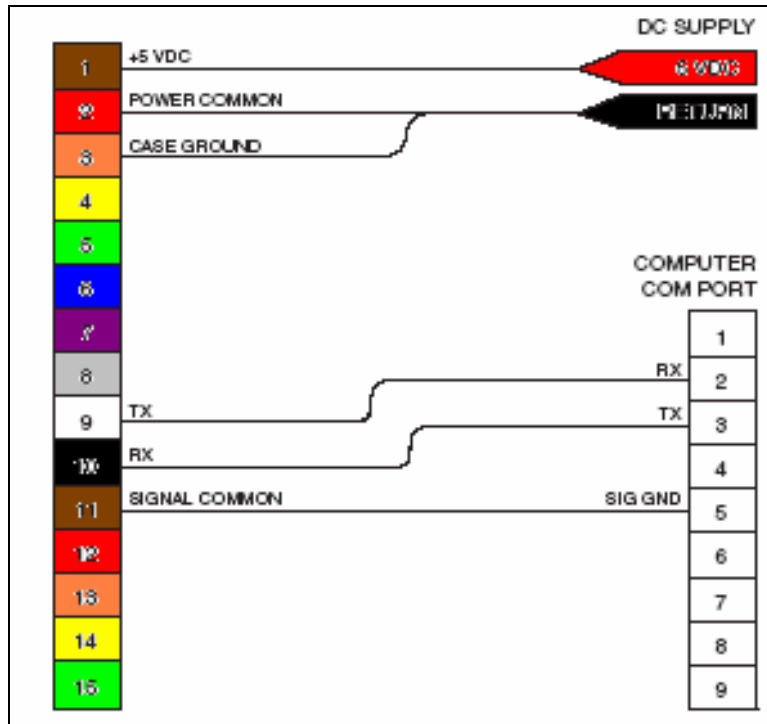 DC SUPPLY
1 +5 VDC
2 POWER COMMON RETURN
3 CASE GROUND
4
5
6
7
8
9 TX
10 RX
11 SIGNAL COMMON
12
13
14
15
COMPUTER
COM PORT
1
RX 2
TX 3
4
SIG GND 5
6
7
8
9